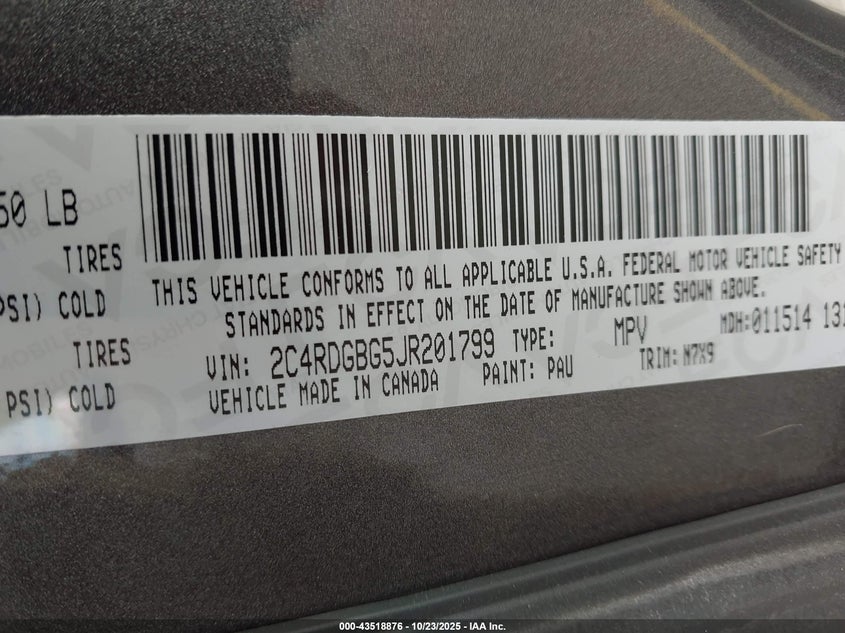 50 LB
TIRES
PSI) COLD
TIRES
PSI) COLD
THIS VEHICLE CONFORMS TO ALL APPLICABLE U.S.A. FEDERAL MOTOR VEHICLE SAFETY
STANDARDS IN EFFECT ON THE DATE OF MANUFACTURE SHOWN ABOVE.
VIN: 2C4RDGBG5JR201799 TYPE: MPV MDH:011514 131
VEHICLE MADE IN CANADA PAINT: PAU TRIM: N7X9
000-43518876 | 10/23/2025 - IAA Inc.